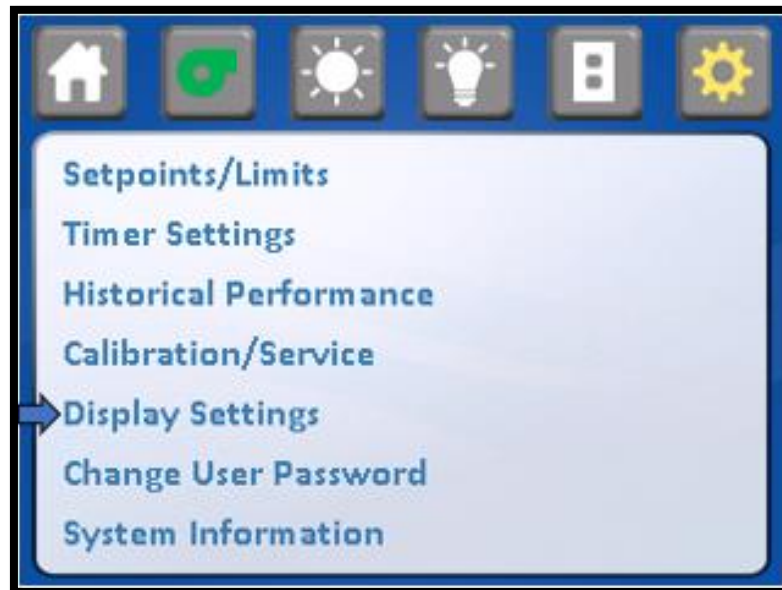 Setpoints/Limits
Timer Settings
Historical Performance
Calibration/Service
Display Settings
Change User Password
System Information